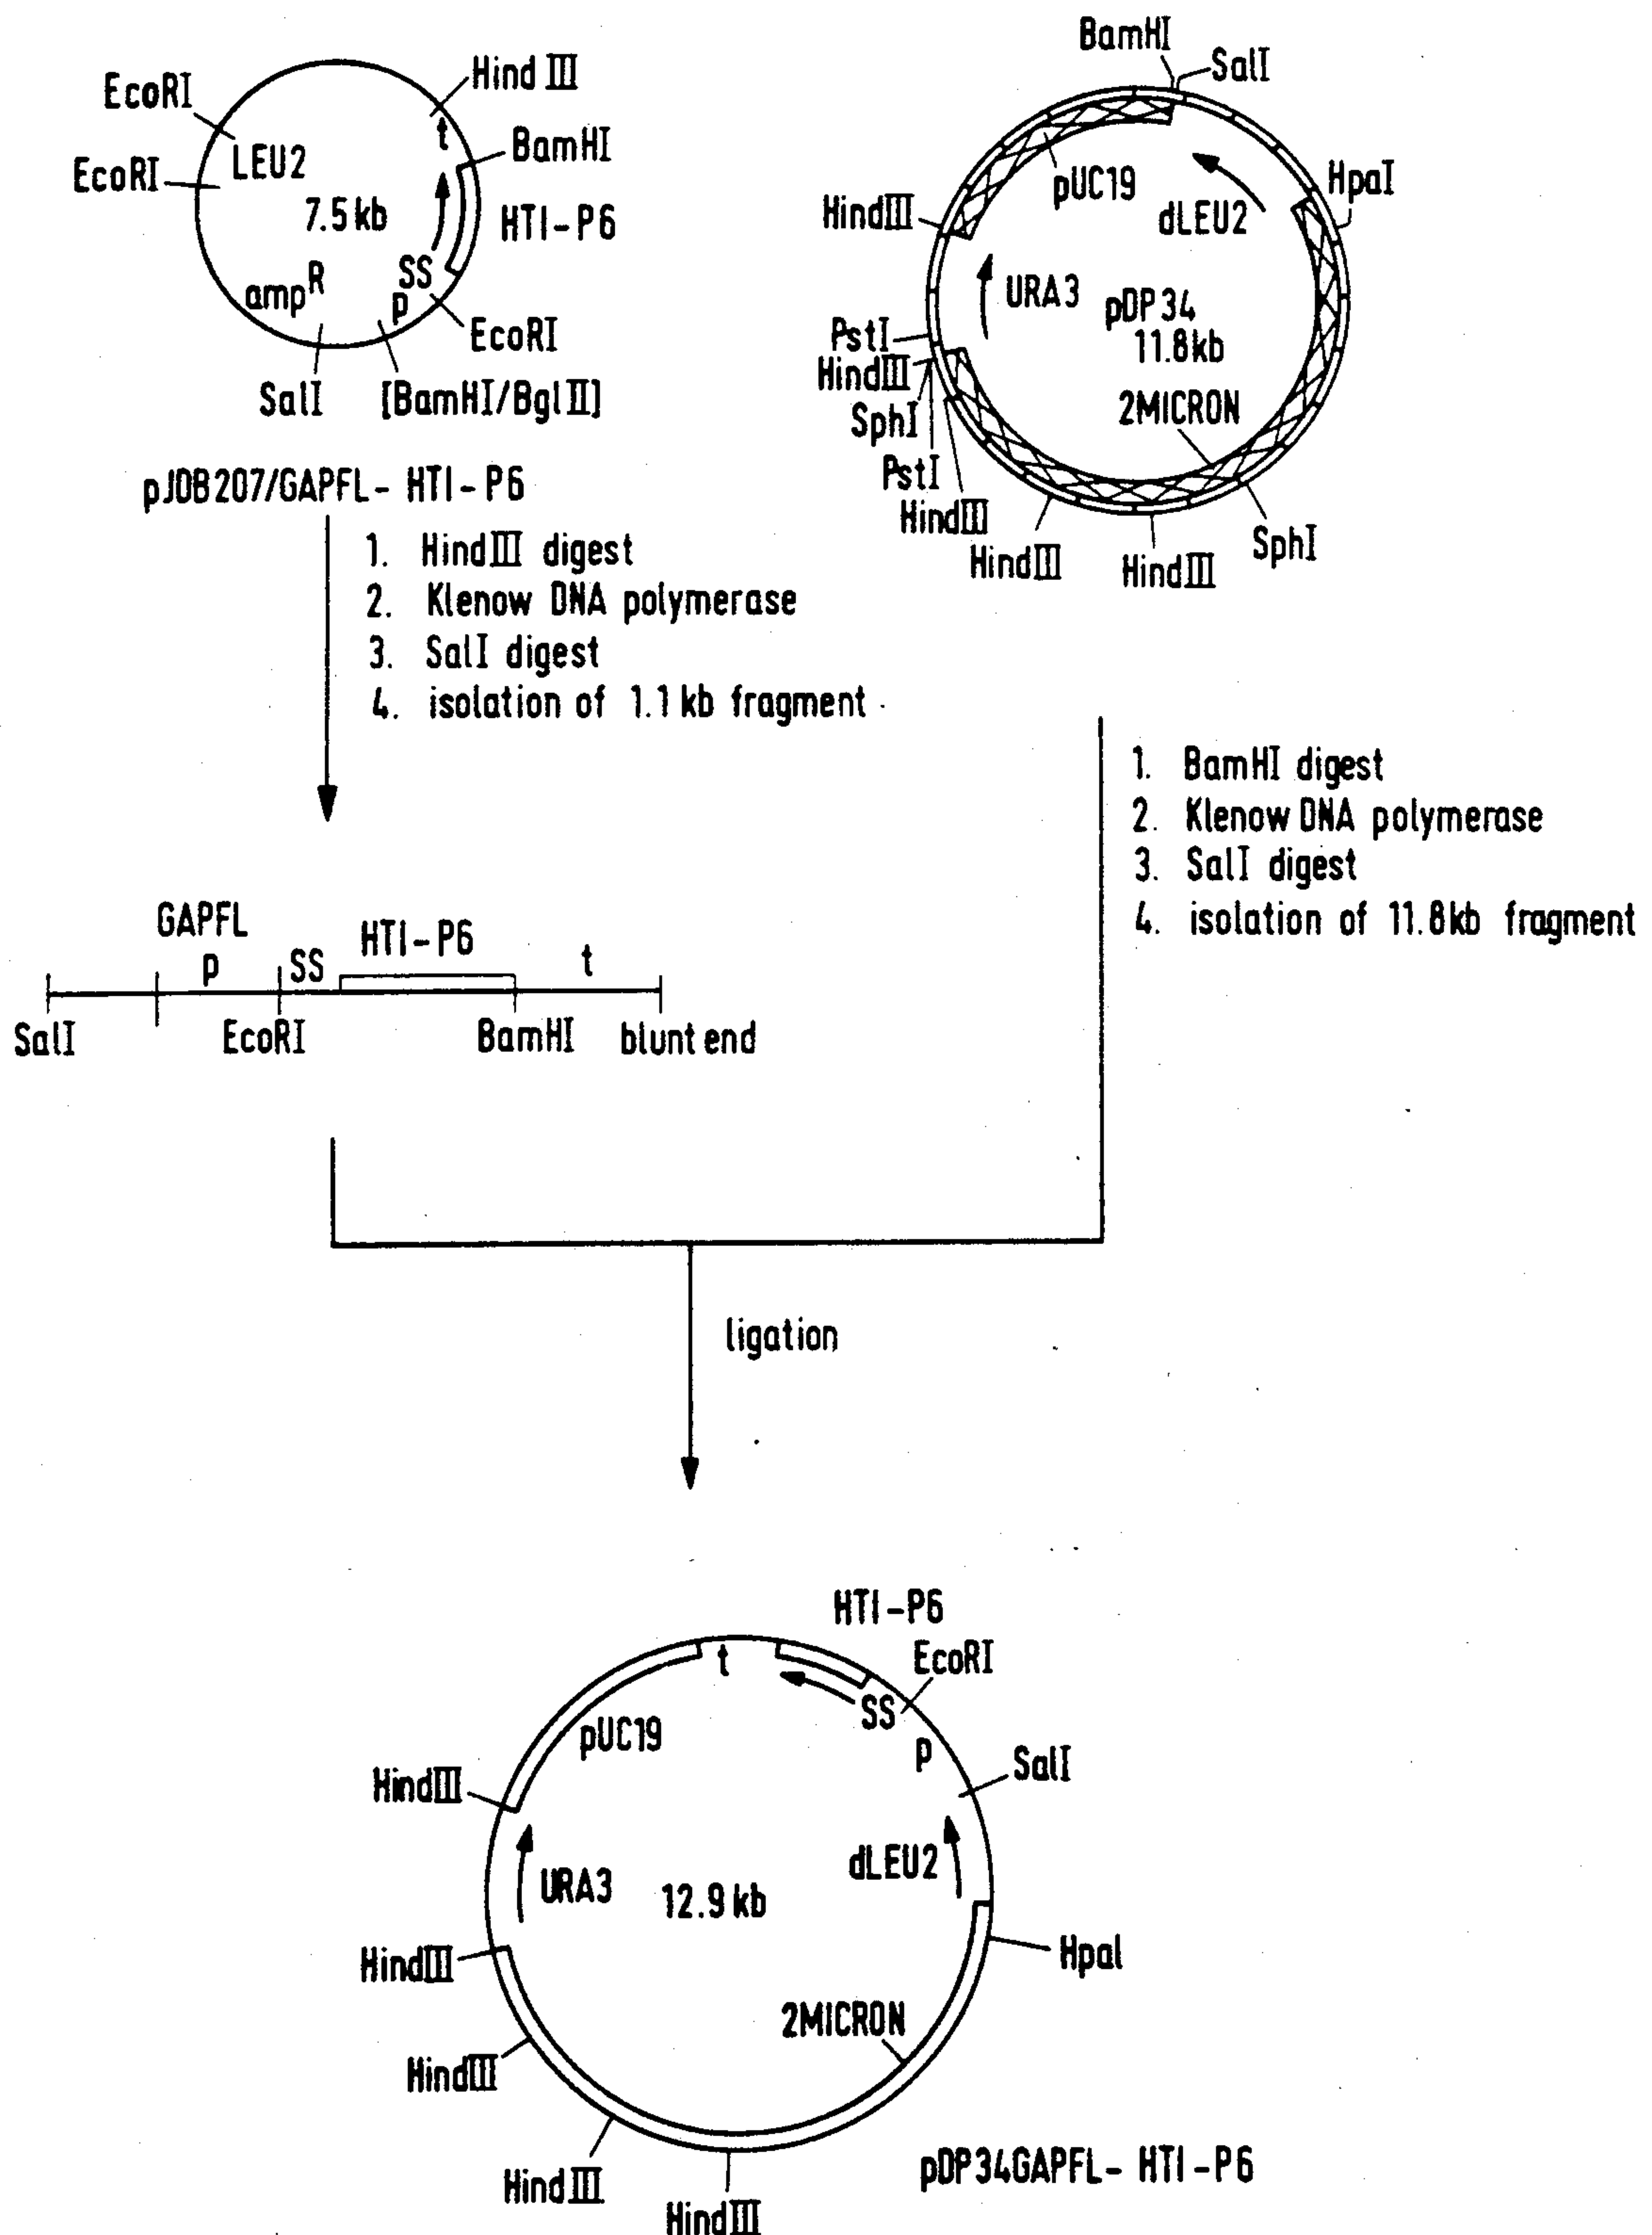 Hind III
EcoRI
LEU2
t
BamHI
EcoRI
7.5 kb
HTI-P6
SS
amp R
p
EcoRI
SalI
[BamHI/Bgl II]
pJDB207/GAPFL- HTI-P6
BamHI
SalI
pUC19
HpaI
HindIII
dLEU2
URA3
pDP34
11.8kb
PstI
HindIII
SphI
2MICRON
PstI
HindIII
HindIII
HindIII
SphI
1. HindIII digest
2. Klenow DNA polymerase
3. SalI digest
4. isolation of 1.1 kb fragment
1. BamHI digest
2. Klenow DNA polymerase
3. SalI digest
4. isolation of 11.8kb fragment
GAPFL
p
SS
HTI-P6
t
SalI
EcoRI
BamHI
blunt end
ligation
HTI-P6
t
EcoRI
SS
pUC19
p
SalI
HindIII
dLEU2
URA3
12.9 kb
HindIII
HpaI
2MICRON
HindIII
Hind III
HindIII
pDP34GAPFL- HTI-P6